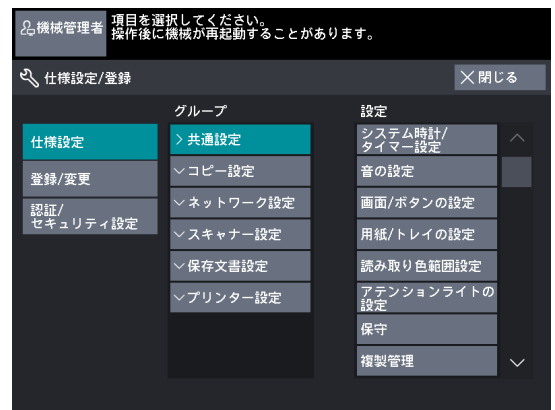 機械管理者
項目を選択してください。
操作後に機械が再起動することがあります。
仕様設定/登録
閉じる
グループ
設定
仕様設定
登録/変更
認証/
セキュリティ設定
共通設定
コピー設定
ネットワーク設定
スキャナー設定
保存文書設定
プリンター設定
システム時計/
タイマー設定
音の設定
画面/ボタンの設定
用紙/トレイの設定
読み取り色範囲設定
アテンションライトの
設定
保守
複製管理